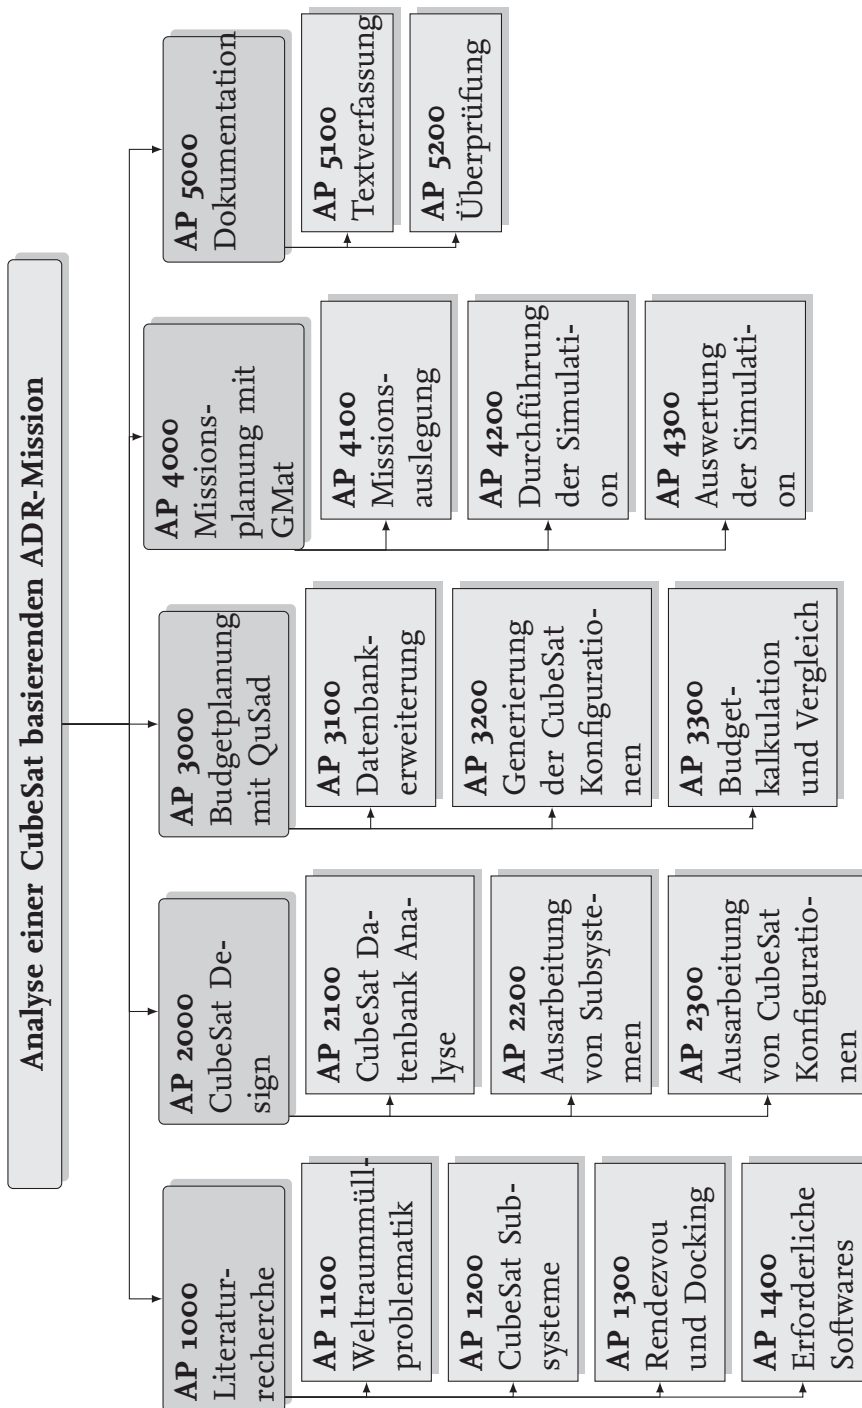 Analyse einer CubeSat basierenden ADR-Mission
AP 1000
Literatur-
recherche
AP 1100
Weltraummüll-
problematik
AP 1200
CubeSat Sub-
systeme
AP 1300
Rendezvou
und Docking
AP 1400
Erforderliche
Softwares
AP 2000
CubeSat De-
sign
AP 2100
CubeSat Da-
tenbank Ana-
lyse
AP 2200
Ausarbeitung
von Subsyste-
men
AP 2300
Ausarbeitung
von CubeSat
Konfiguratio-
nen
AP 3000
Budgetplanung
mit QuSad
AP 3100
Datenbank-
erweiterung
AP 3200
Generierung
der CubeSat
Konfiguratio-
nen
AP 3300
Budget-
kalkulation
und Vergleich
AP 4000
Missions-
planung mit
GMat
AP 4100
Missions-
auslegung
AP 4200
Durchführung
der Simulati-
on
AP 4300
Auswertung
der Simulati-
on
AP 5000
Dokumentation
AP 5100
Textverfassung
AP 5200
Überprüfung